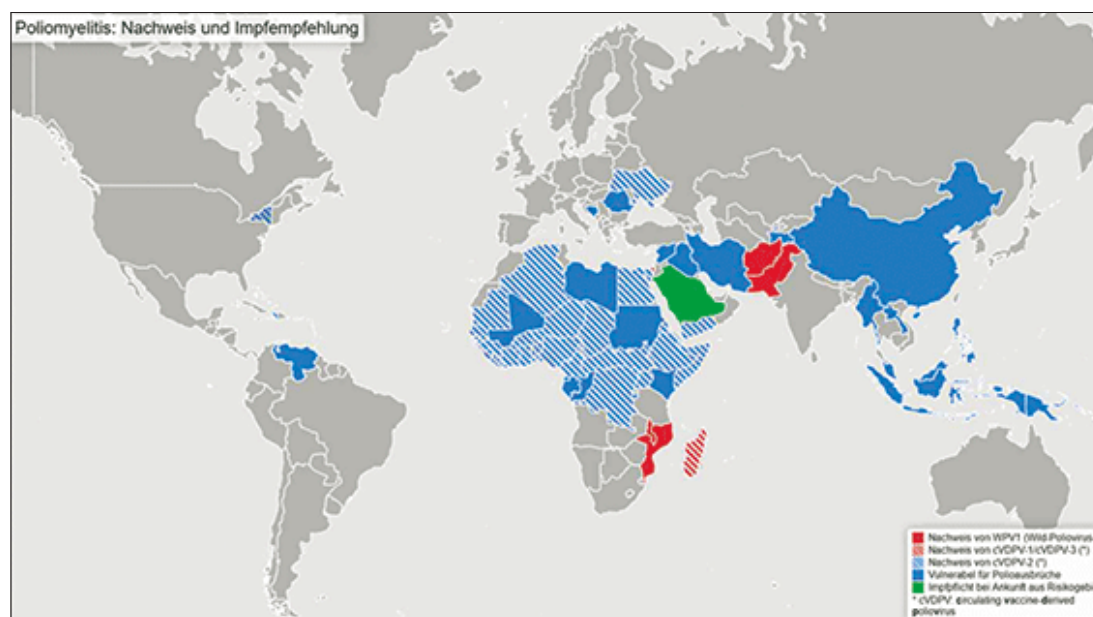 Poliomyelitis: Nachweis und Impfempfehlung
Nachweis von WPV1 (Wild-Poliovirus
Nachweis von cVDPV-1/cVDPV-3 (*)
Nachweis von cVDPV-2 (*)
Vulnerabel für Polioausbrüche
Impfpflicht bei Ankunft aus Risikogebi
* cVDPV: circulating vaccine-derived
poliovirus